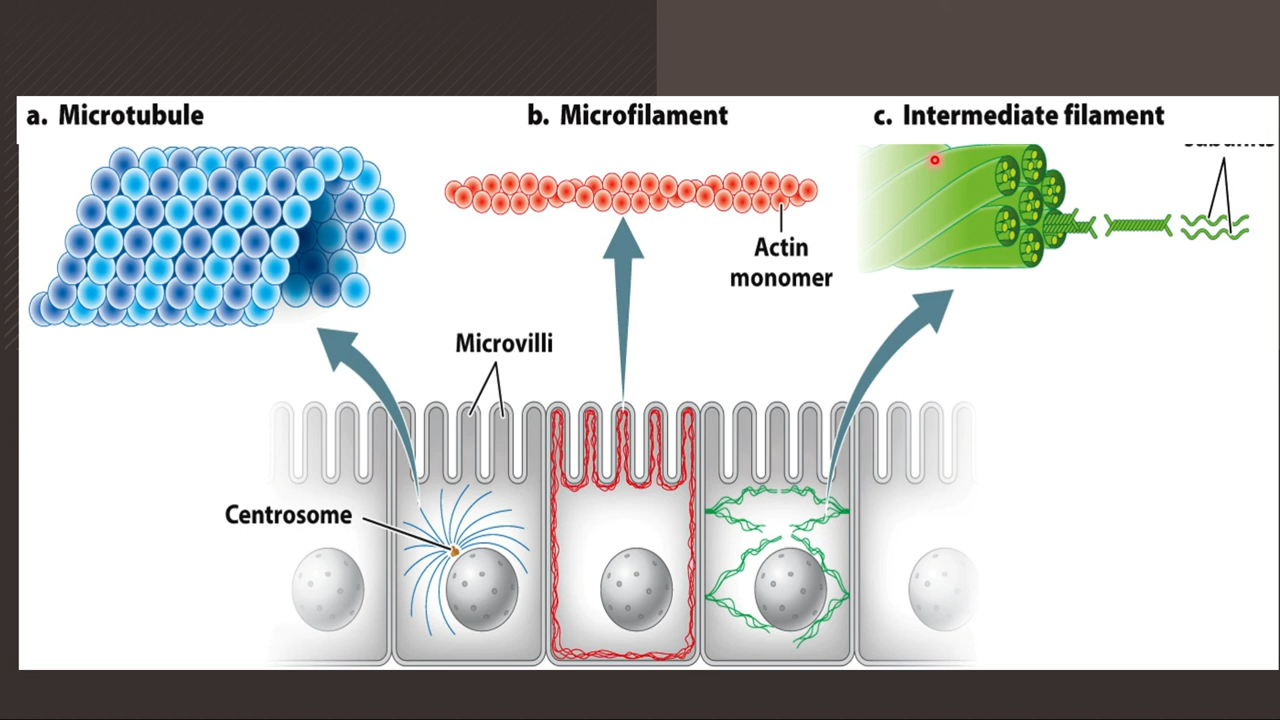 a. Microtubule
b. Microfilament
c. Intermediate filament
Actin
monomer
Microvilli
Centrosome